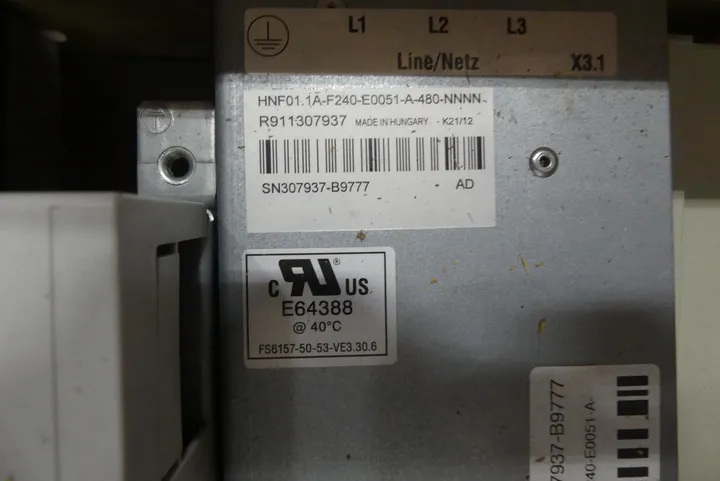 L1 L2 L3
Line/Netz X3.1
HNF01.1A-F240-E0051-A-480-NNNN
R911307937 MADE IN HUNGARY - K21/12
SN307937-B9777 AD
C RU ® US
E64388
@ 40°C
FS6157-50-53-VE3.30.6
7937-B9777
40-E0051-A-